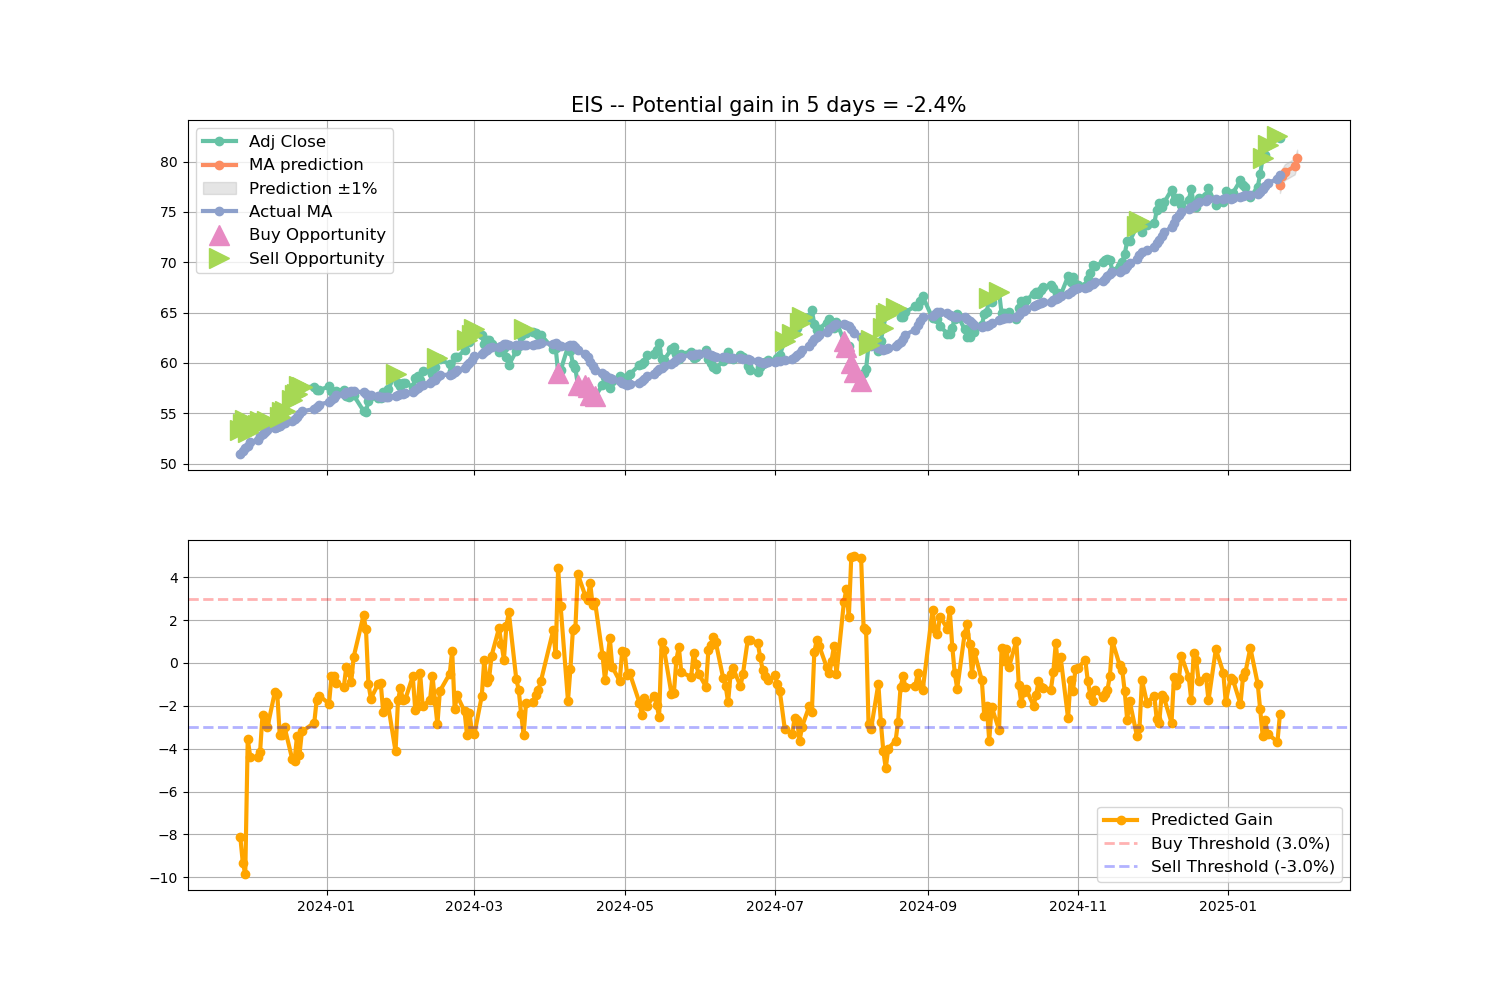 EIS -- Potential gain in 5 days = -2.4%
Adj Close
MA prediction
Prediction ±1%
Actual MA
Buy Opportunity
Sell Opportunity
80
75
70
65
60
55
50
4
2
0
−2
−4
−6
−8
−10
Predicted Gain
Buy Threshold (3.0%)
Sell Threshold (-3.0%)
2024-01 2024-03 2024-05 2024-07 2024-09 2024-11 2025-01